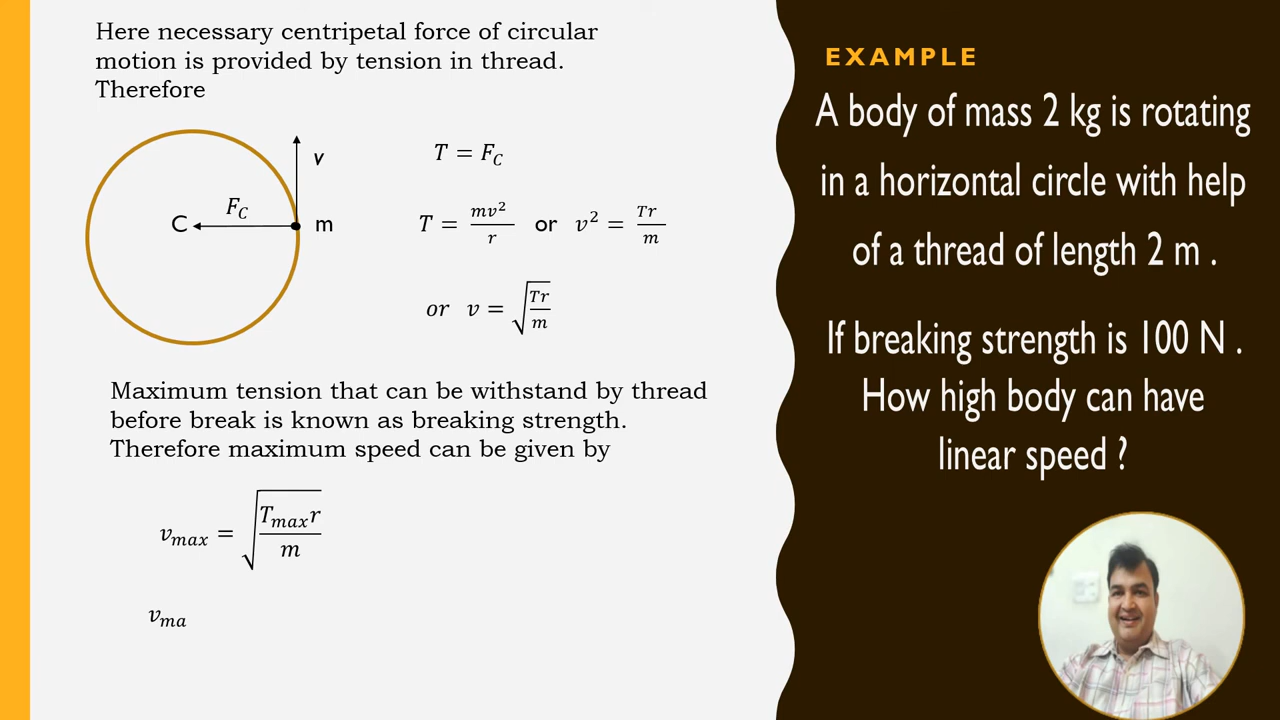 Here necessary centripetal force of circular
motion is provided by tension in thread.
Therefore
v
F_C
C
m
T = F_C
T = mv²/r or v² = Tr/m
or v = √(Tr/m)
Maximum tension that can be withstand by thread
before break is known as breaking strength.
Therefore maximum speed can be given by
v_max = √(T_max r/m)
v_ma
EXAMPLE
A body of mass 2 kg is rotating
in a horizontal circle with help
of a thread of length 2 m .
If breaking strength is 100 N .
How high body can have
linear speed ?